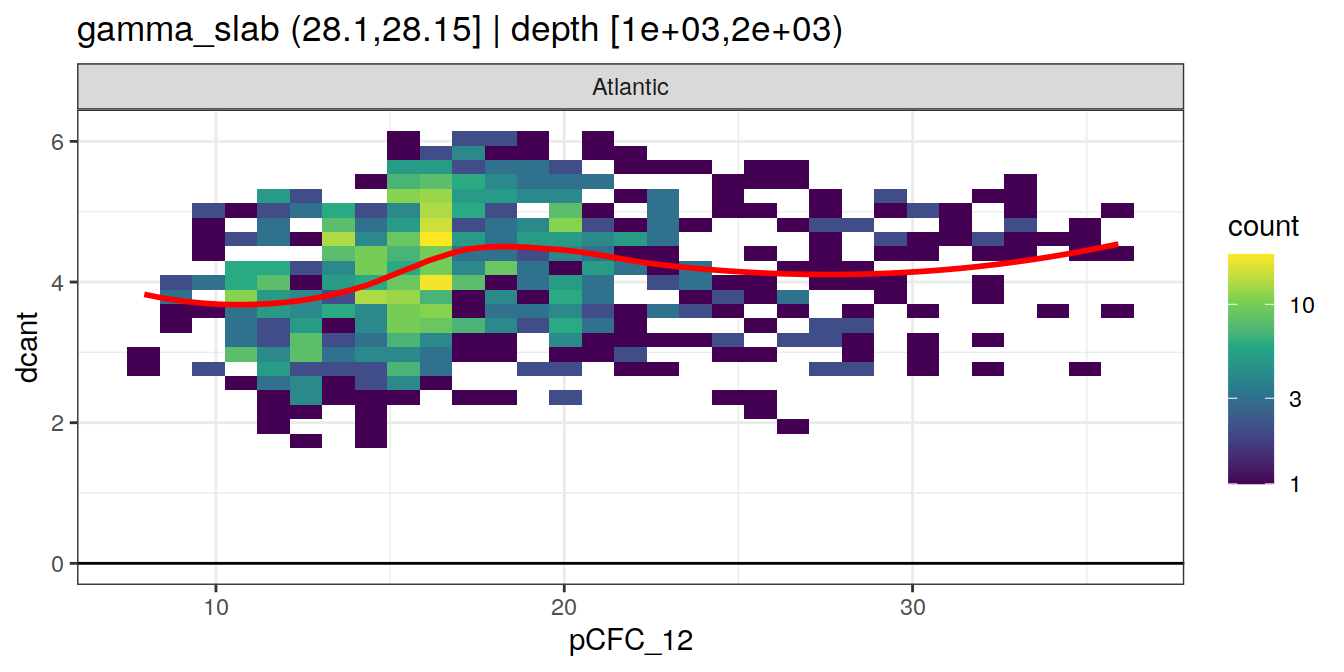 gamma_slab (28.1,28.15] | depth [1e+03,2e+03)
Atlantic
6
4
2
0
dcant
10 20 30
pCFC_12
count
10
3
1